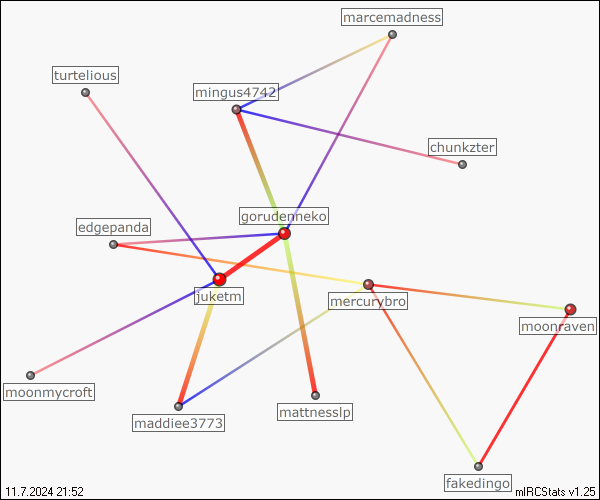 marcemadness
turtelious
mingus4742
chunkzter
gorudenneko
edgepanda
juketm
mercurybro
moonraven
moonmycroft
mattnesslp
maddiee3773
fakedingo
11.7.2024 21:52
mIRCStats v1.25